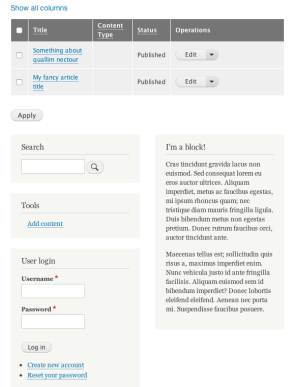 Show all columns
Title
Content
Type
Status
Operations
Something about
quallim nectour
Published
Edit
My fancy article
title
Published
Edit
Apply
Search
Tools
Add content
User login
Username *
Password *
Log in
Create new account
Reset your password
I'm a block!
Cras tincidunt gravida lacus non
euismod. Sed consequat lorem eu
eros auctor ultrices. Aliquam
imperdiet, metus ac faucibus egestas,
mi ipsum rhoncus quam; nec
tristique diam mauris fringilla ligula.
Duis bibendum metus non egestas
pretium. Donec rutrum faucibus orci,
auctor tincidunt ante.
Maecenas tellus est; sollicitudin quis
risus a, maximus imperdiet enim.
Nunc vehicula justo id ante fringilla
facilisis. Aliquam euismod sem id
bibendum imperdiet? Donec lobortis
eleifend eleifend. Aenean nec porta
mi. Suspendisse faucibus posuere.